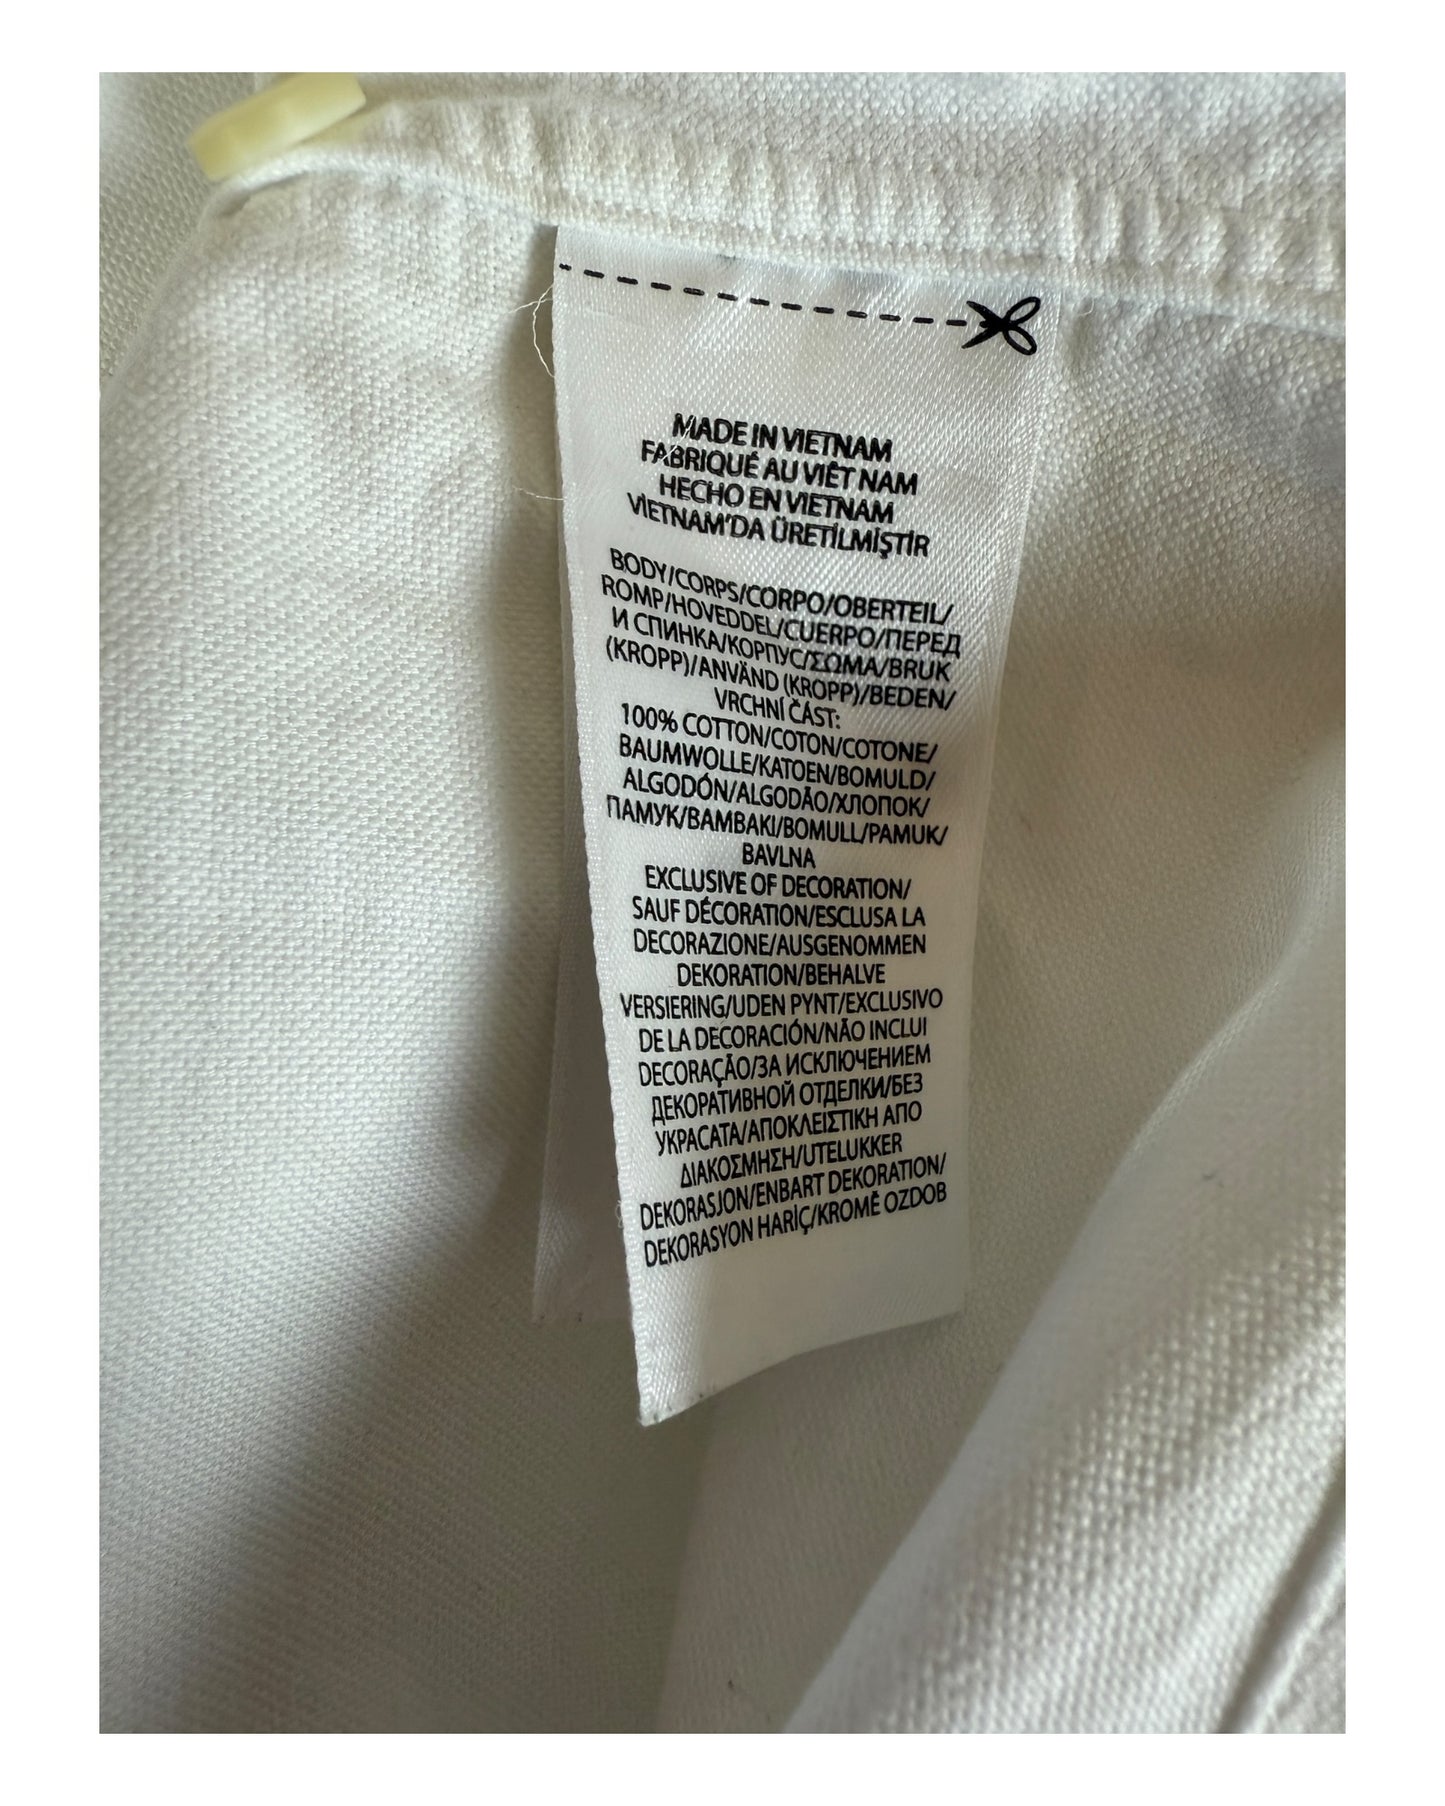 MADE IN VIETNAM
FABRIQUÉ AU VIÊT NAM
HECHO EN VIETNAM
VİETNAM'DA ÜRETİLMİŞTİR
BODY/CORPS/CORPO/OBERTEIL/
ROMP/HOVEDDEL/CUERPO/ПЕРЕД
И СПИНКА/КОРПУС/ΣΩΜΑ/BRUK
(KROPP)/ANVÄND (KROPP)/BEDEN/
VRCHNÍ ČÁST:
100% COTTON/COTON/COTONE/
BAUMWOLLE/KATOEN/BOMULD/
ALGODÓN/ALGODÃO/ХЛОПОК/
ПАМУК/BAMBAKI/BOMULL/PAMUK/
BAVLNA
EXCLUSIVE OF DECORATION/
SAUF DÉCORATION/ESCLUSA LA
DECORAZIONE/AUSGENOMMEN
DEKORATION/BEHALVE
VERSIERING/UDEN PYNT/EXCLUSIVO
DE LA DECORACIÓN/NÃO INCLUI
DECORAÇÃO/ЗА ИСКЛЮЧЕНИЕМ
ДЕКОРАТИВНОЙ ОТДЕЛКИ/БЕЗ
УКРАСАТА/ΑΠΟΚΛΕΙΣΤΙΚΗ ΑΠΟ
ΔΙΑΚΟΣΜΗΣΗ/UTELUKKER
DEKORASJON/ENBART DEKORATION/
DEKORASYON HARİÇ/KROMĚ OZDOB